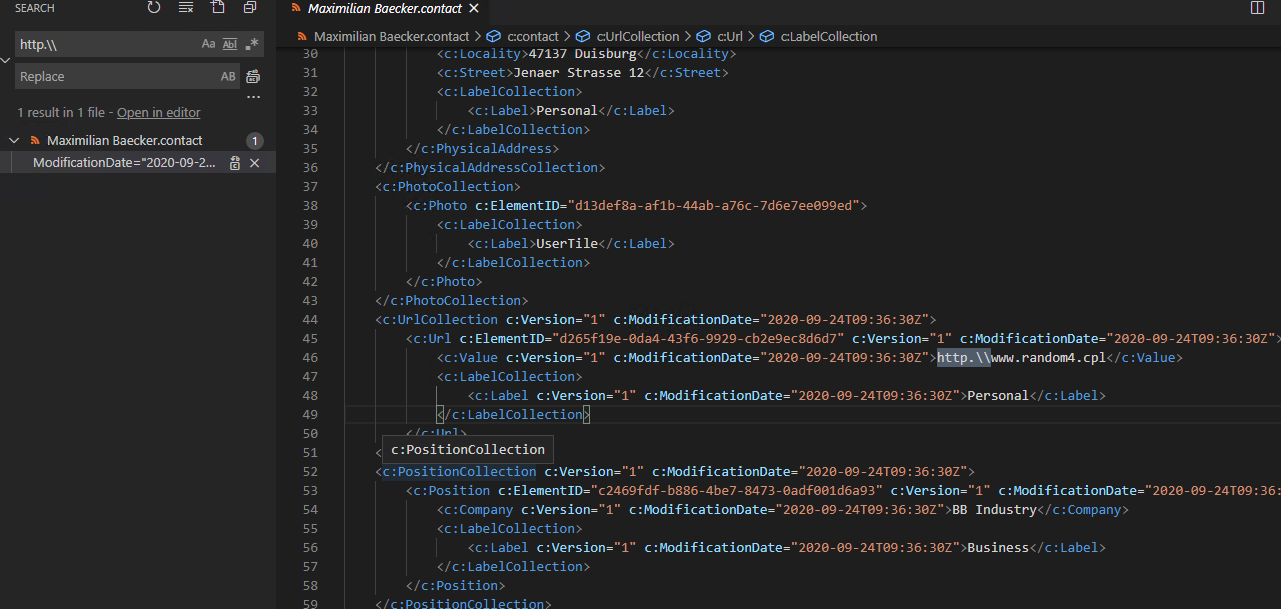 SEARCH
http.\\
Aa Abl .*
Replace
AB
1 result in 1 file - Open in editor
Maximilian Baecker.contact
1
ModificationDate="2020-09-2...
Maximilian Baecker.contact
Maximilian Baecker.contact > c:contact > c:UrlCollection > c:Url > c:LabelCollection
30 <c:Locality>47137 Duisburg</c:Locality>
31 <c:Street>Jenaer Strasse 12</c:Street>
32 <c:LabelCollection>
33 <c:Label>Personal</c:Label>
34 </c:LabelCollection>
35 </c:PhysicalAddress>
36 </c:PhysicalAddressCollection>
37 <c:PhotoCollection>
38 <c:Photo c:ElementID="d13def8a-af1b-44ab-a76c-7d6e7ee099ed">
39 <c:LabelCollection>
40 <c:Label>UserTile</c:Label>
41 </c:LabelCollection>
42 </c:Photo>
43 </c:PhotoCollection>
44 <c:UrlCollection c:Version="1" c:ModificationDate="2020-09-24T09:36:30Z">
45 <c:Url c:ElementID="d265f19e-0da4-43f6-9929-cb2e9ec8d6d7" c:Version="1" c:ModificationDate="2020-09-24T09:36:30Z">
46 <c:Value c:Version="1" c:ModificationDate="2020-09-24T09:36:30Z">http.\\www.random4.cpl</c:Value>
47 <c:LabelCollection>
48 <c:Label c:Version="1" c:ModificationDate="2020-09-24T09:36:30Z">Personal</c:Label>
49 </c:LabelCollection>
50 </c:Url>
51 <
c:PositionCollection
52 <c:PositionCollection c:Version="1" c:ModificationDate="2020-09-24T09:36:30Z">
53 <c:Position c:ElementID="c2469fdf-b886-4be7-8473-0adf001d6a93" c:Version="1" c:ModificationDate="2020-09-24T09:36:
54 <c:Company c:Version="1" c:ModificationDate="2020-09-24T09:36:30Z">BB Industry</c:Company>
55 <c:LabelCollection>
56 <c:Label c:Version="1" c:ModificationDate="2020-09-24T09:36:30Z">Business</c:Label>
57 </c:LabelCollection>
58 </c:Position>
59 </c:PositionCollection>